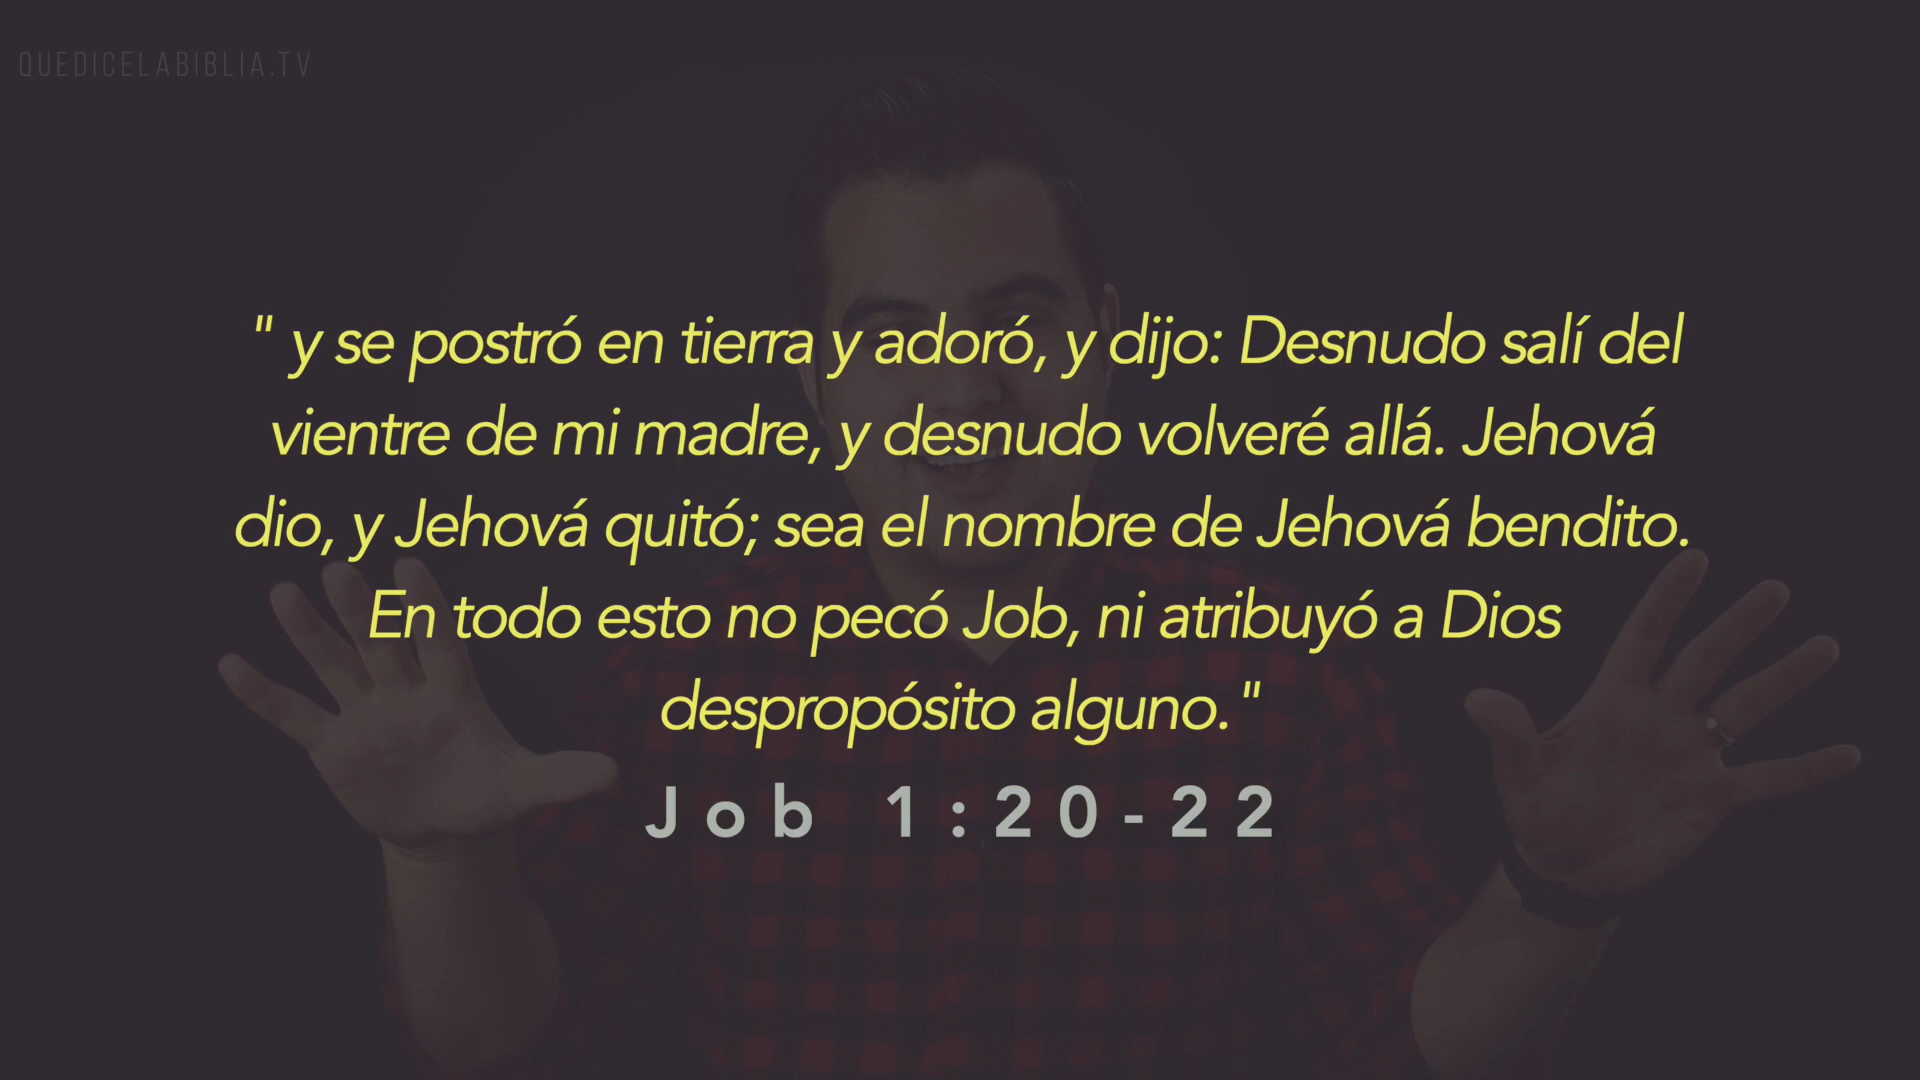 QUEDICELABIBLIA.TV
" y se postró en tierra y adoró, y dijo: Desnudo salí del
vientre de mi madre, y desnudo volveré allá. Jehová
dio, y Jehová quitó; sea el nombre de Jehová bendito.
En todo esto no pecó Job, ni atribuyó a Dios
despropósito alguno."
Job 1:20-22